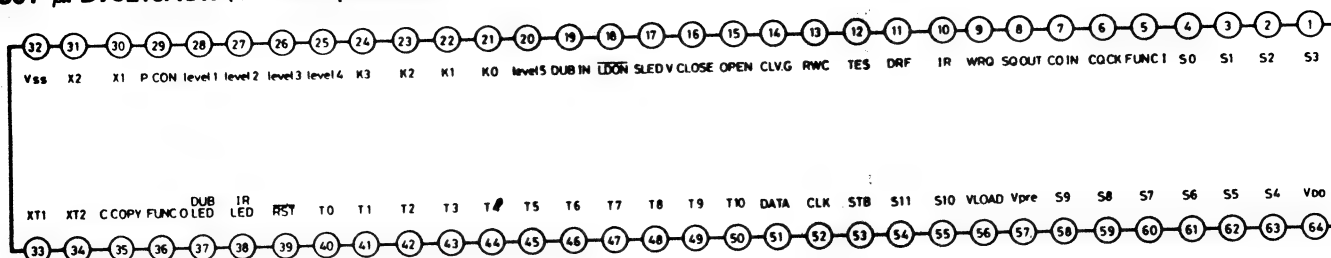 32 31 30 29 28 27 26 25 24 23 22 21 20 19 18 17 16 15 14 13 12 11 10 9 8 7 6 5 4 3 2 1
Vss X2 X1 P CON level 1 level 2 level 3 level 4 K3 K2 K1 K0 level 5 DUB IN LDON SLED V CLOSE OPEN CLV.G RWC TES DRF IR WRQ SQOUT COIN CQCK FUNC I S0 S1 S2 S3
XT1 XT2 C COPY FUNC O DUB LED IR LED RST T0 T1 T2 T3 T5 T6 T7 T8 T9 T10 DATA CLK STB S11 S10 VLOAD Vpre S9 S8 S7 S6 S5 S4 VDD
33 34 35 36 37 38 39 40 41 42 43 44 45 46 47 48 49 50 51 52 53 54 55 56 57 58 59 60 61 62 63 64